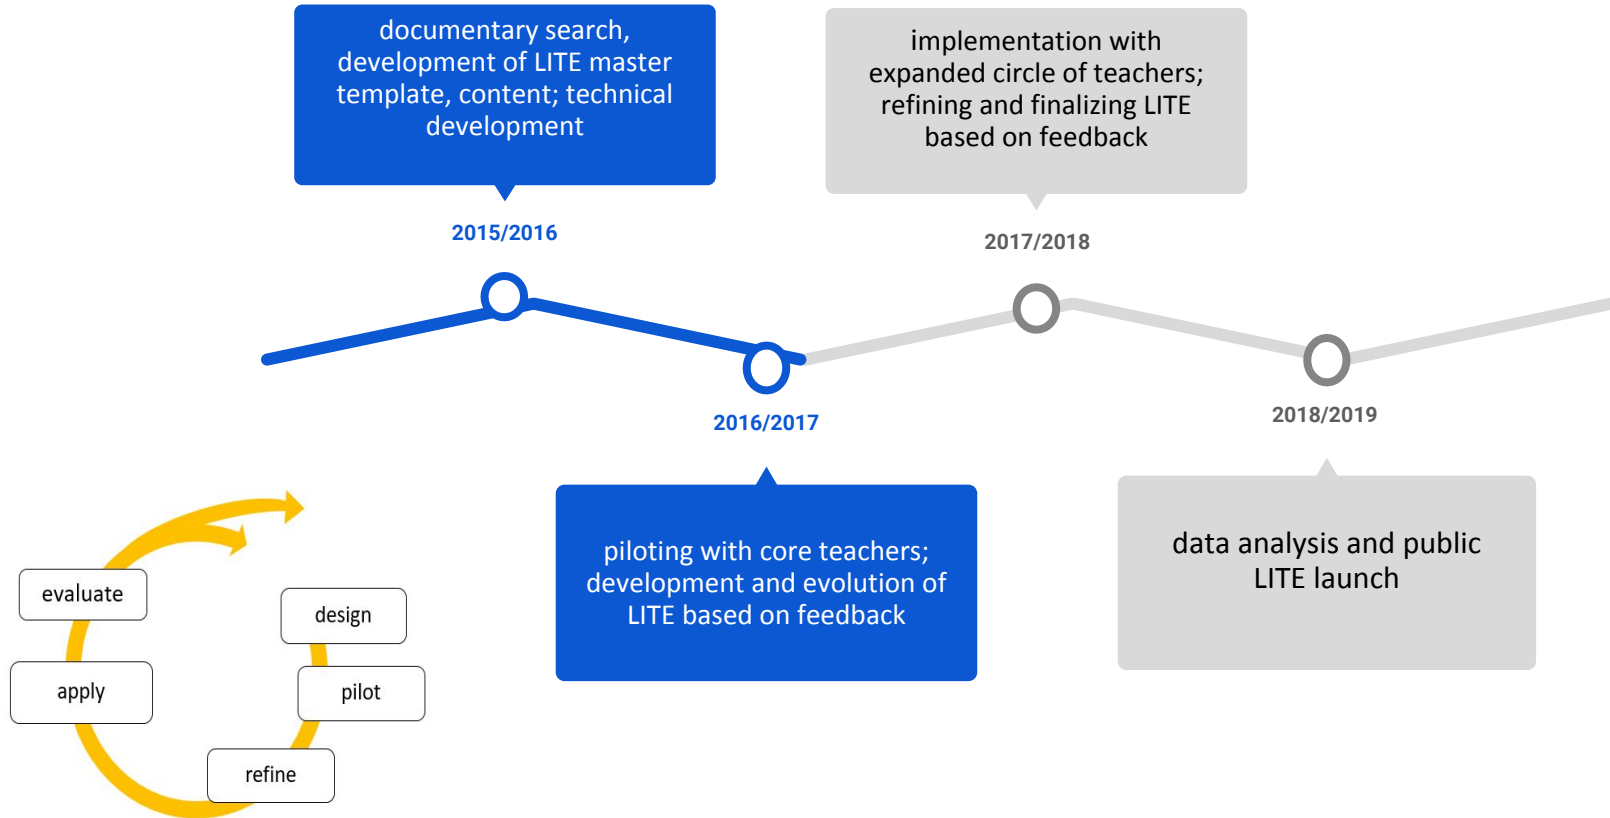 documentary search,
development of LITE master
template, content; technical
development
2015/2016
implementation with
expanded circle of teachers;
refining and finalizing LITE
based on feedback
2017/2018
2016/2017
piloting with core teachers;
development and evolution of
LITE based on feedback
2018/2019
data analysis and public
LITE launch
design
pilot
refine
apply
evaluate